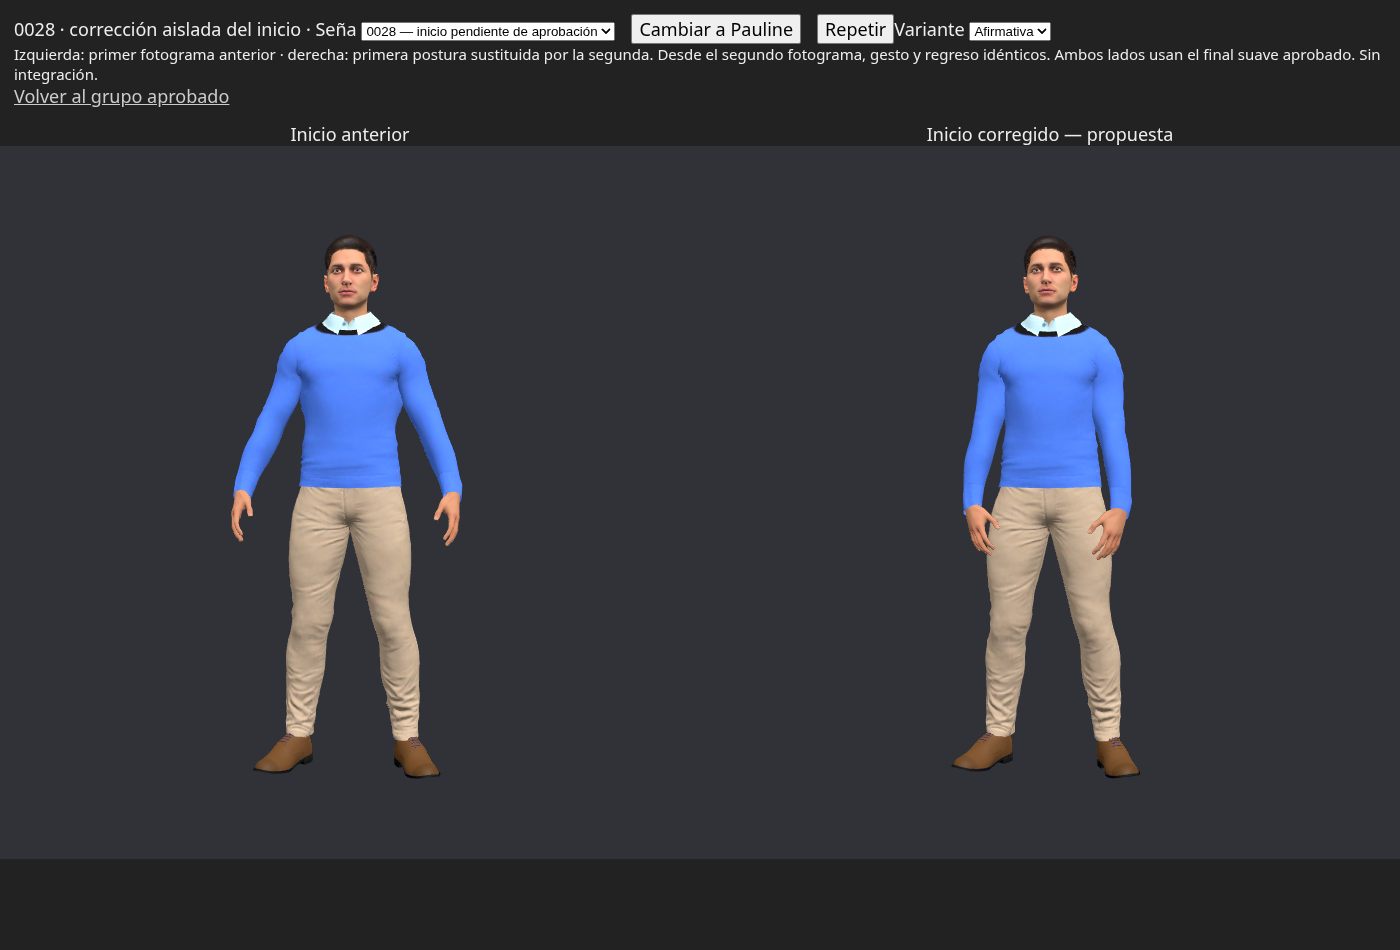 0028 · corrección aislada del inicio · Seña 0028 — inicio pendiente de aprobación Cambiar a Pauline Repetir Variante Afirmativa
Izquierda: primer fotograma anterior · derecha: primera postura sustituida por la segunda. Desde el segundo fotograma, gesto y regreso idénticos. Ambos lados usan el final suave aprobado. Sin
integración.
Volver al grupo aprobado
Inicio anterior
Inicio corregido — propuesta